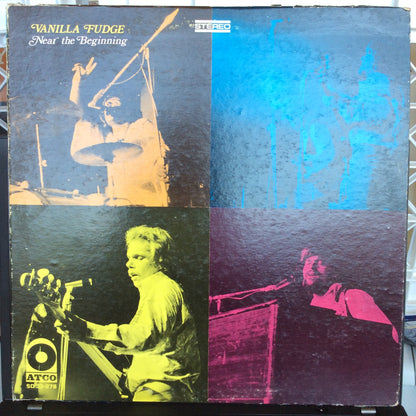 VANILLA FUDGE
Near the Beginning
STEREO
ATCO
SD 33-278